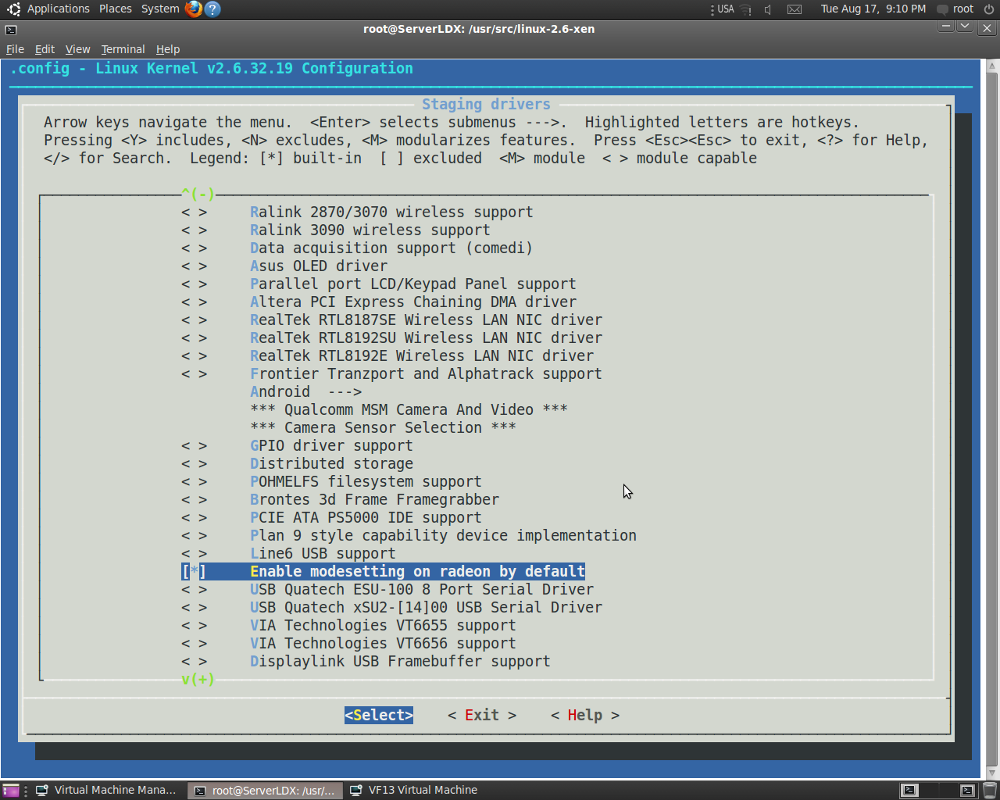 Applications Places System ? USA Tue Aug 17, 9:10 PM root
root@ServerLDX: /usr/src/linux-2.6-xen
File Edit View Terminal Help
.config - Linux Kernel v2.6.32.19 Configuration
Staging drivers
Arrow keys navigate the menu.  <Enter> selects submenus --->.  Highlighted letters are hotkeys.
Pressing <Y> includes, <N> excludes, <M> modularizes features.  Press <Esc><Esc> to exit, <?> for Help,
</> for Search.  Legend: [*] built-in  [ ] excluded  <M> module  < > module capable
^(-)
< > Ralink 2870/3070 wireless support
< > Ralink 3090 wireless support
< > Data acquisition support (comedi)
< > Asus OLED driver
< > Parallel port LCD/Keypad Panel support
< > Altera PCI Express Chaining DMA driver
< > RealTek RTL8187SE Wireless LAN NIC driver
< > RealTek RTL8192SU Wireless LAN NIC driver
< > RealTek RTL8192E Wireless LAN NIC driver
< > Frontier Tranzport and Alphatrack support
Android  --->
*** Qualcomm MSM Camera And Video ***
*** Camera Sensor Selection ***
< > GPIO driver support
< > Distributed storage
< > POHMELFS filesystem support
< > Brontes 3d Frame Framegrabber
< > PCIE ATA PS5000 IDE support
< > Plan 9 style capability device implementation
< > Line6 USB support
[*] Enable modesetting on radeon by default
< > USB Quatech ESU-100 8 Port Serial Driver
< > USB Quatech xSU2-[14]00 USB Serial Driver
< > VIA Technologies VT6655 support
< > VIA Technologies VT6656 support
< > Displaylink USB Framebuffer support
v(+)
<Select> < Exit > < Help >
Virtual Machine Mana... root@ServerLDX: /usr/... VF13 Virtual Machine